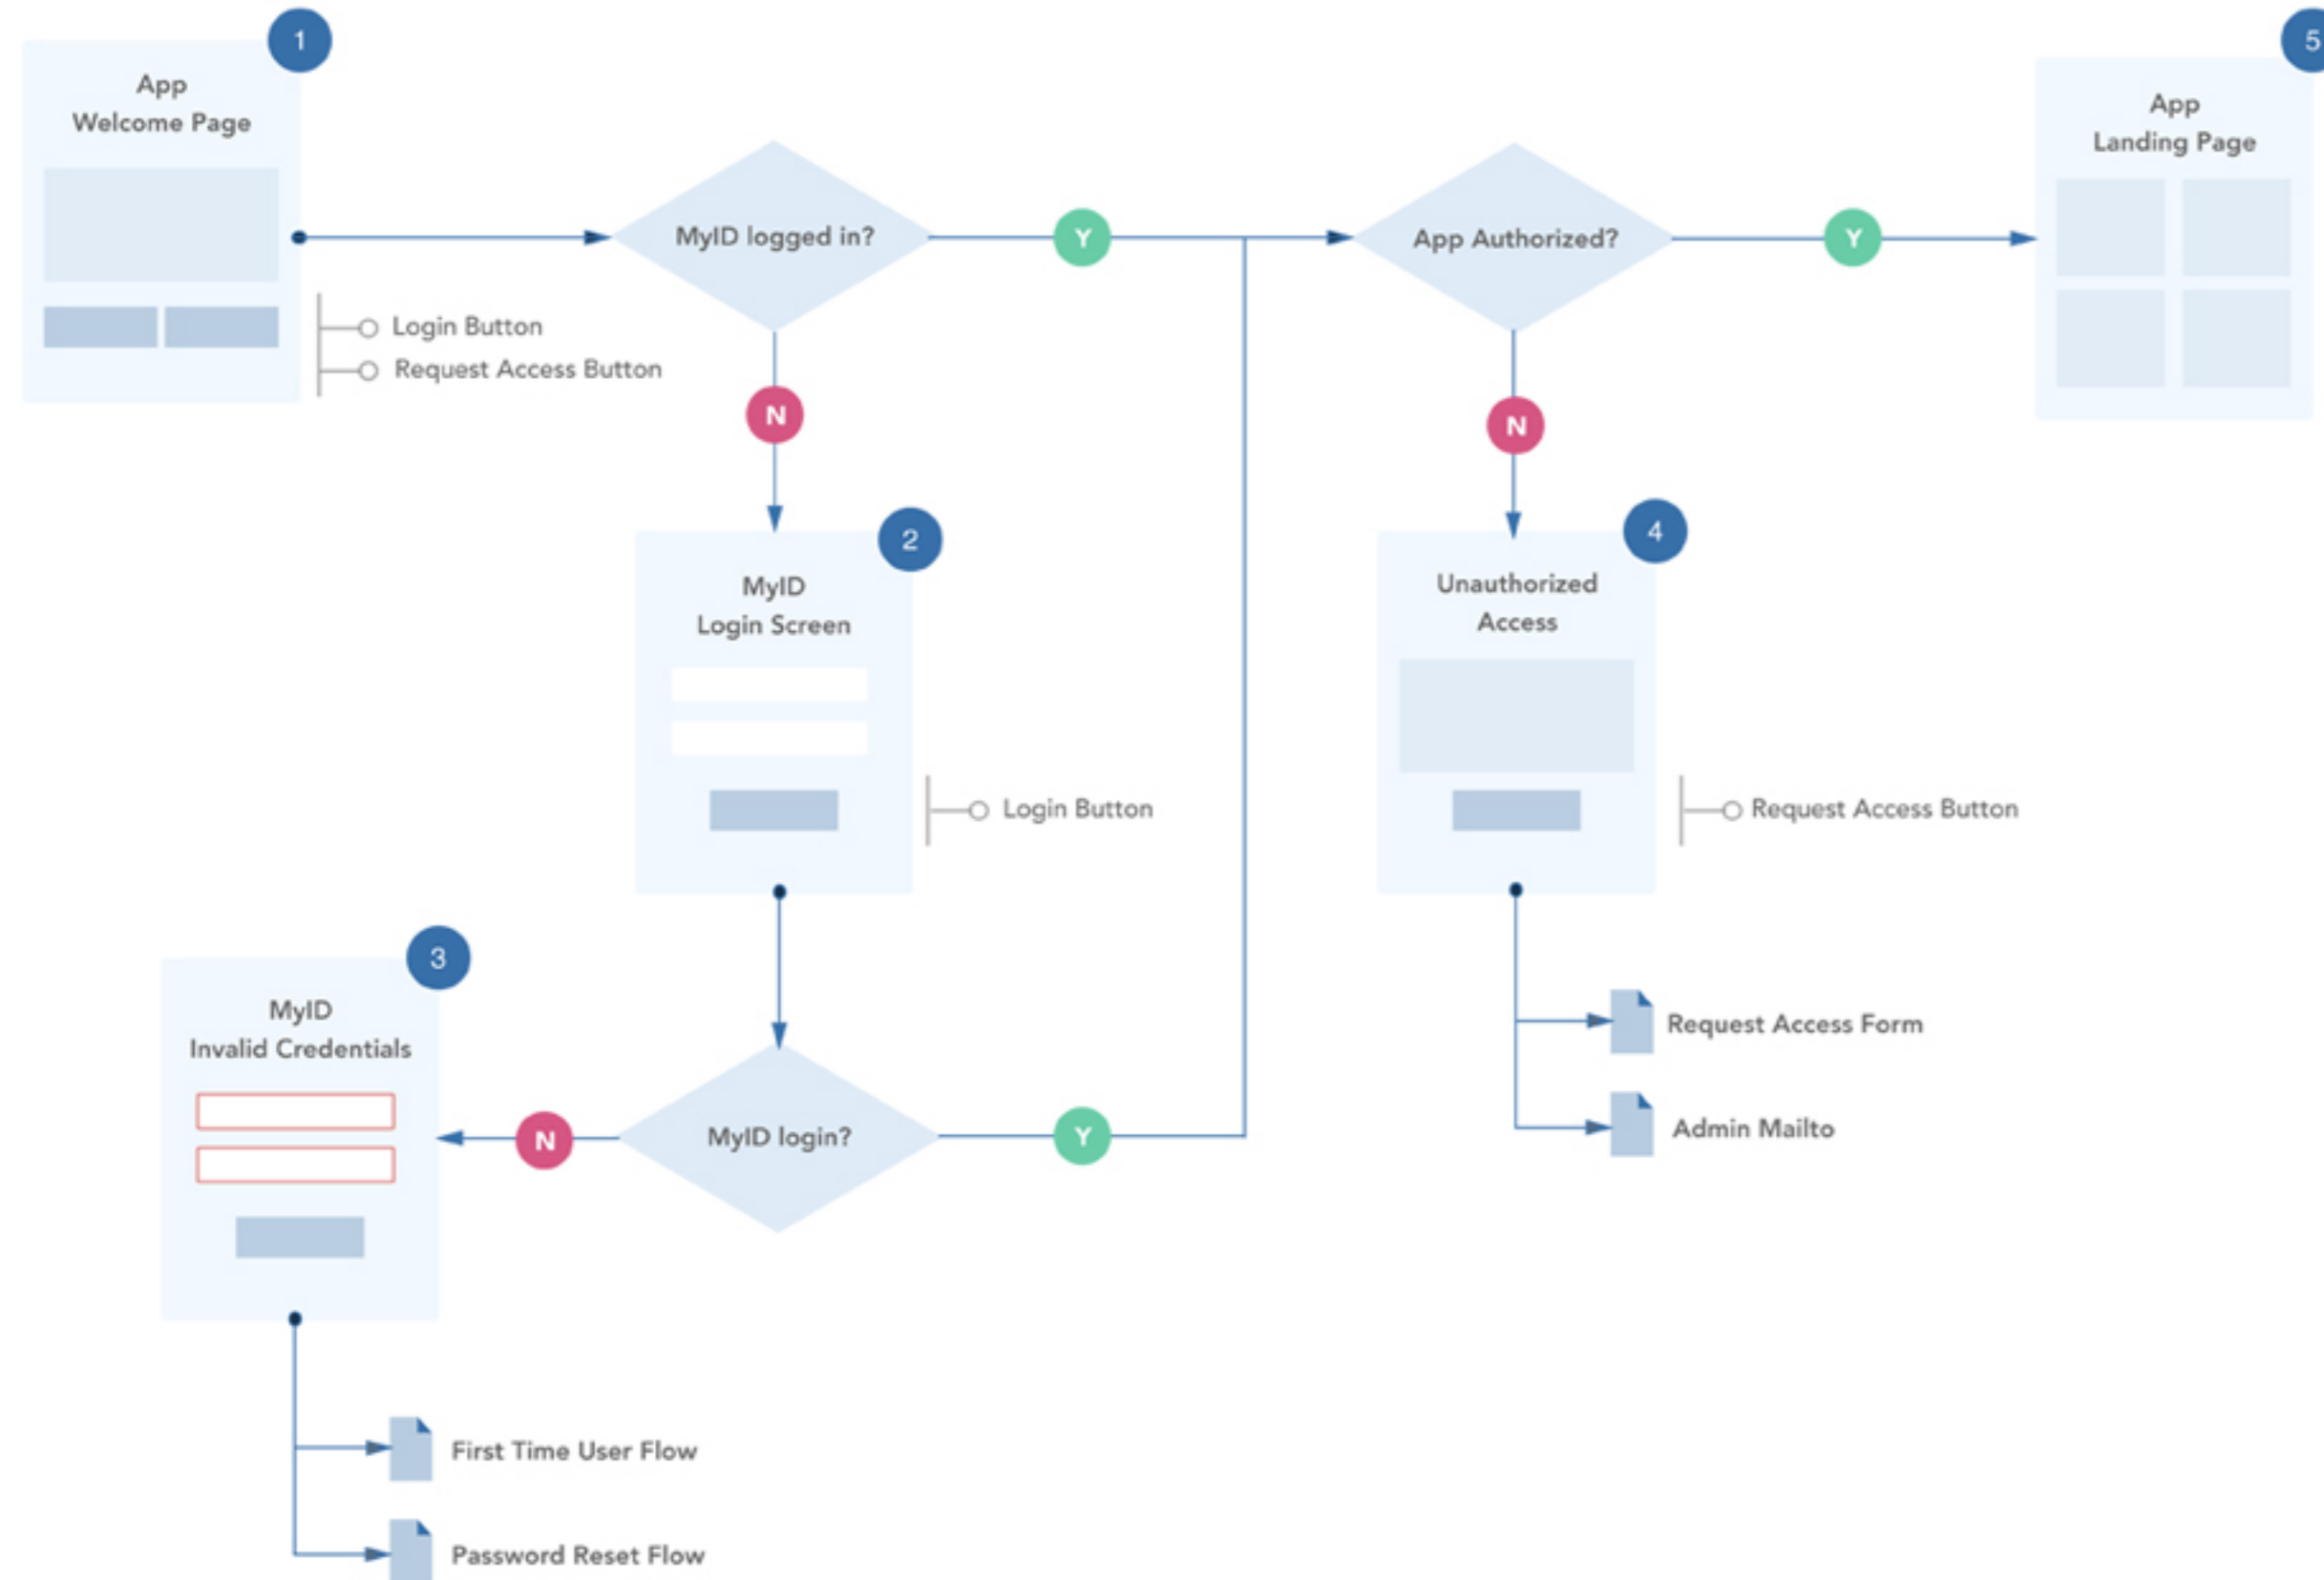 1
App
Welcome Page
Login Button
Request Access Button
MyID logged in?
Y
N
App Authorized?
Y
N
5
App
Landing Page
2
MyID
Login Screen
Login Button
4
Unauthorized
Access
Request Access Button
Request Access Form
Admin Mailto
MyID login?
Y
N
3
MyID
Invalid Credentials
First Time User Flow
Password Reset Flow